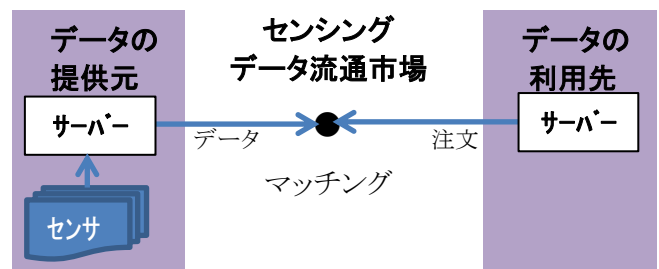 データの
提供元
サーバー
センサ
センシング
データ流通市場
データ
注文
マッチング
データの
利用先
サーバー